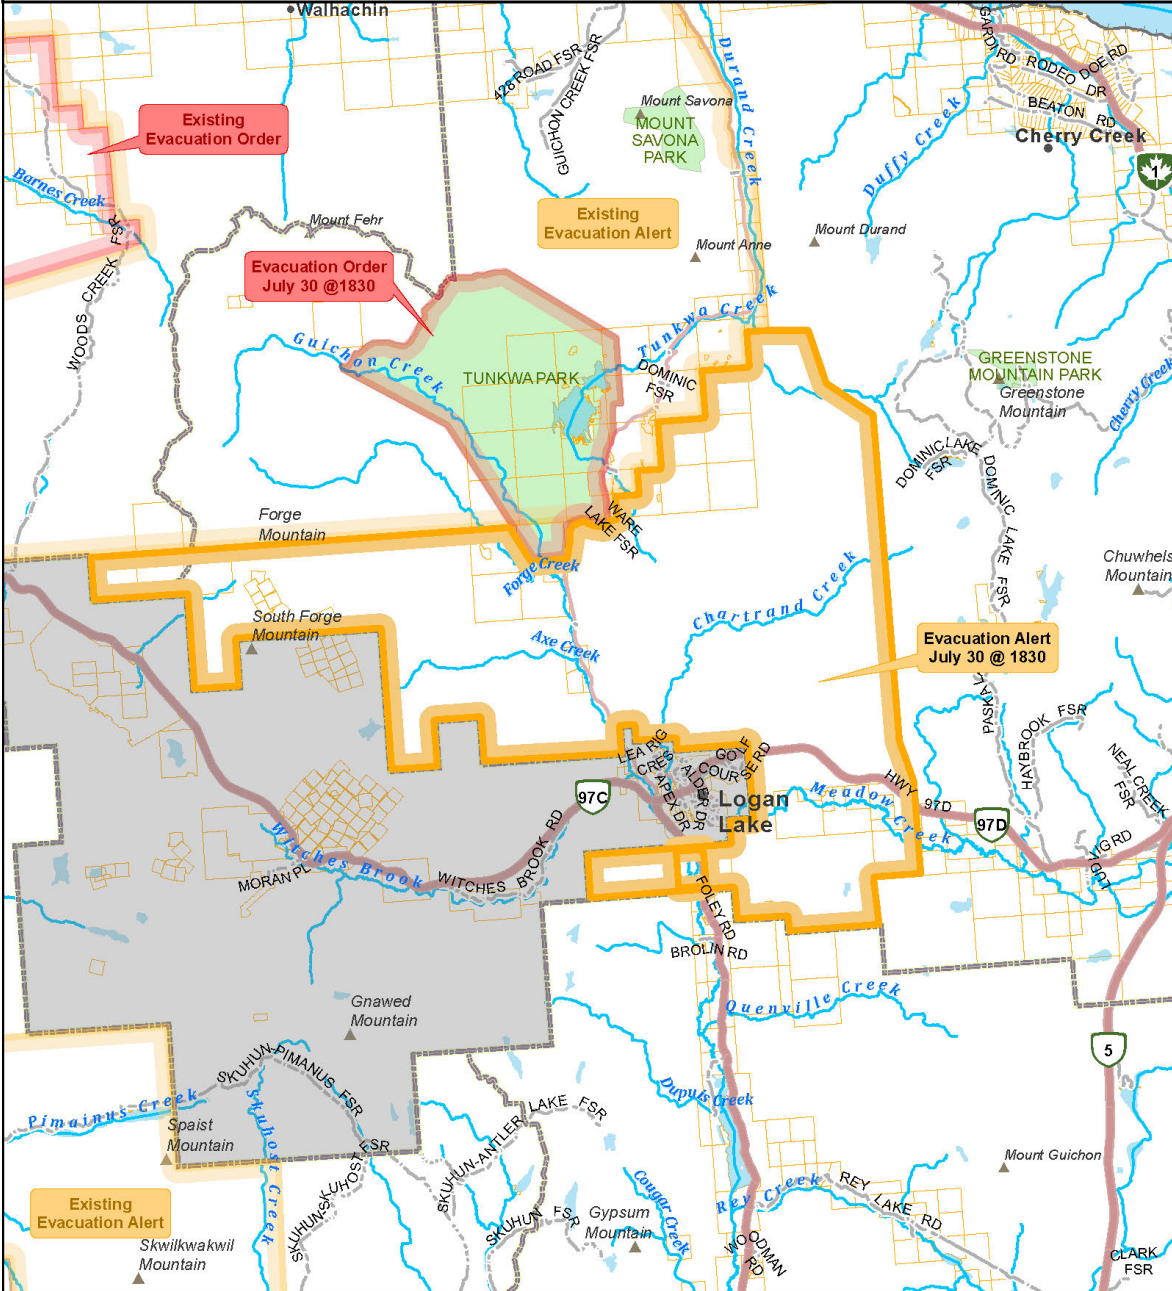 Walhachin
428 ROAD FSR
GUICHON CREEK FSR
Durand Creek
GARDI RD
RODEO DR
DOE RD
BEATON RD
Cherry Creek
1
Mount Savona
MOUNT
SAVONA
PARK
Duffy Creek
Existing
Evacuation Order
Barnes Creek
WOODS CREEK FSR
Mount Fehr
Existing
Evacuation Alert
Mount Anne
Mount Durand
Evacuation Order
July 30 @1830
Guichon Creek
Tunkwa Creek
TUNKWA PARK
DOMINIC
FSR
GREENSTONE
MOUNTAIN PARK
Greenstone
Mountain
Cherry Creek
DOMINIC LAKE
FSR
DOMINIC LAKE FSR
Forge
Mountain
WARE
LAKE FSR
Forge Creek
Chuwhels
Mountain
Chartrand Creek
South Forge
Mountain
Axe Creek
Evacuation Alert
July 30 @ 1830
PASKAL
HAYBROOK FSR
NEAL CREEK
FSR
LEA RIG
CRES
GOLF
COURSE RD
ALDER DR
APEX DR
97C
Logan
Lake
HWY 97D
97D
Meadow Creek
Witches Brook
MORAN PL
WITCHES BROOK RD
FOLEY RD
BROLIN RD
Quenville Creek
Gnawed
Mountain
5
SKUHUN-PIMANUS FSR
Pimainus Creek
Skuhost Creek
Spaist
Mountain
SKUHUN-SKUHOST FSR
SKUHUN-ANTLER LAKE FSR
SKUHUN FSR
Dupuis Creek
Cougar Creek
Rey Creek
REY LAKE RD
Mount Guichon
Existing
Evacuation Alert
Skwilkwakwil
Mountain
Gypsum
Mountain
WOODMAN
RD
CLARK
FSR